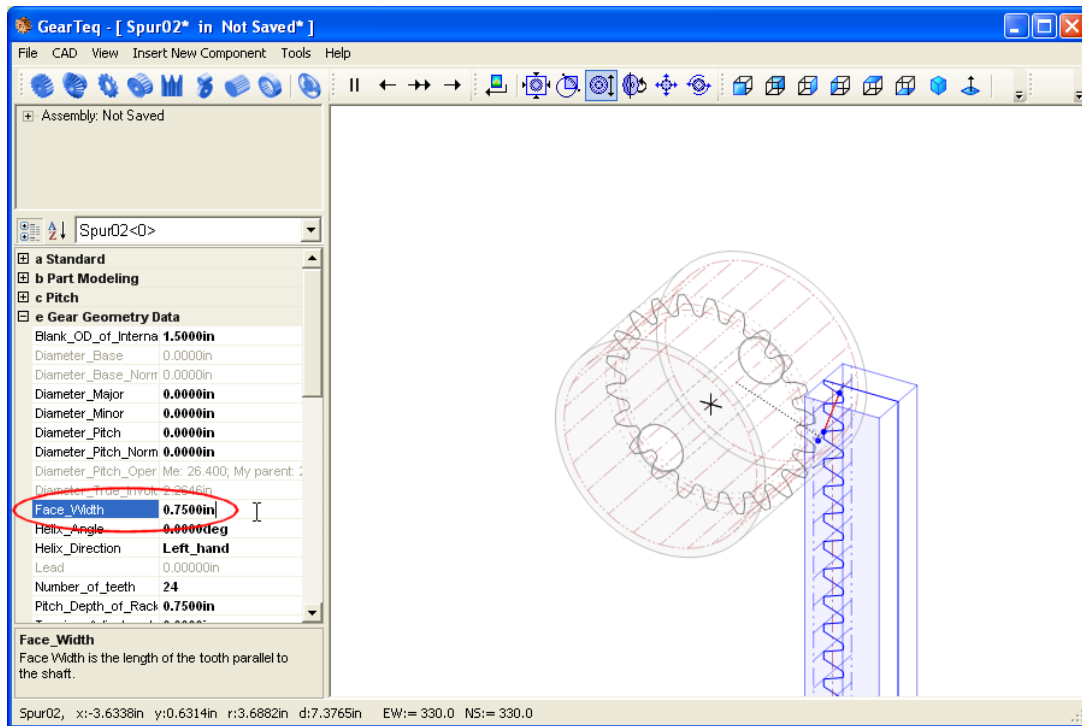 GearTeq - [ Spur02* in Not Saved* ]
File CAD View Insert New Component Tools Help
Assembly: Not Saved
Spur02<0>
a Standard
b Part Modeling
c Pitch
e Gear Geometry Data
Blank_OD_of_Interna 1.5000in
Diameter_Base 0.0000in
Diameter_Base_Norm 0.0000in
Diameter_Major 0.0000in
Diameter_Minor 0.0000in
Diameter_Pitch 0.0000in
Diameter_Pitch_Norm 0.0000in
Diameter_Pitch_Oper Me: 26.400; My parent: 2
Diameter_True_Involu 2.2646in
Face_Width 0.7500in
Helix_Angle 0.0000deg
Helix_Direction Left_hand
Lead 0.00000in
Number_of_teeth 24
Pitch_Depth_of_Rack 0.7500in
Face_Width
Face Width is the length of the tooth parallel to
the shaft.
Spur02, x:-3.6338in y:0.6314in r:3.6882in d:7.3765in EW:= 330.0 NS:= 330.0